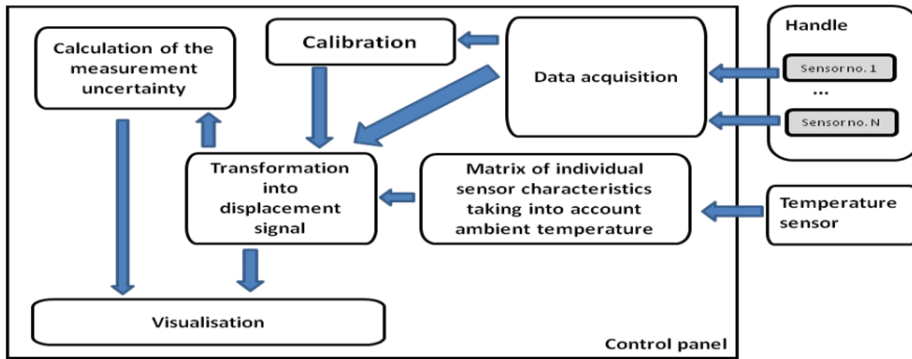 Calculation of the
measurement
uncertainty
Calibration
Data acquisition
Handle
Sensor no. 1
...
Sensor no. N
Transformation
into
displacement
signal
Matrix of individual
sensor characteristics
taking into account
ambient temperature
Temperature
sensor
Visualisation
Control panel